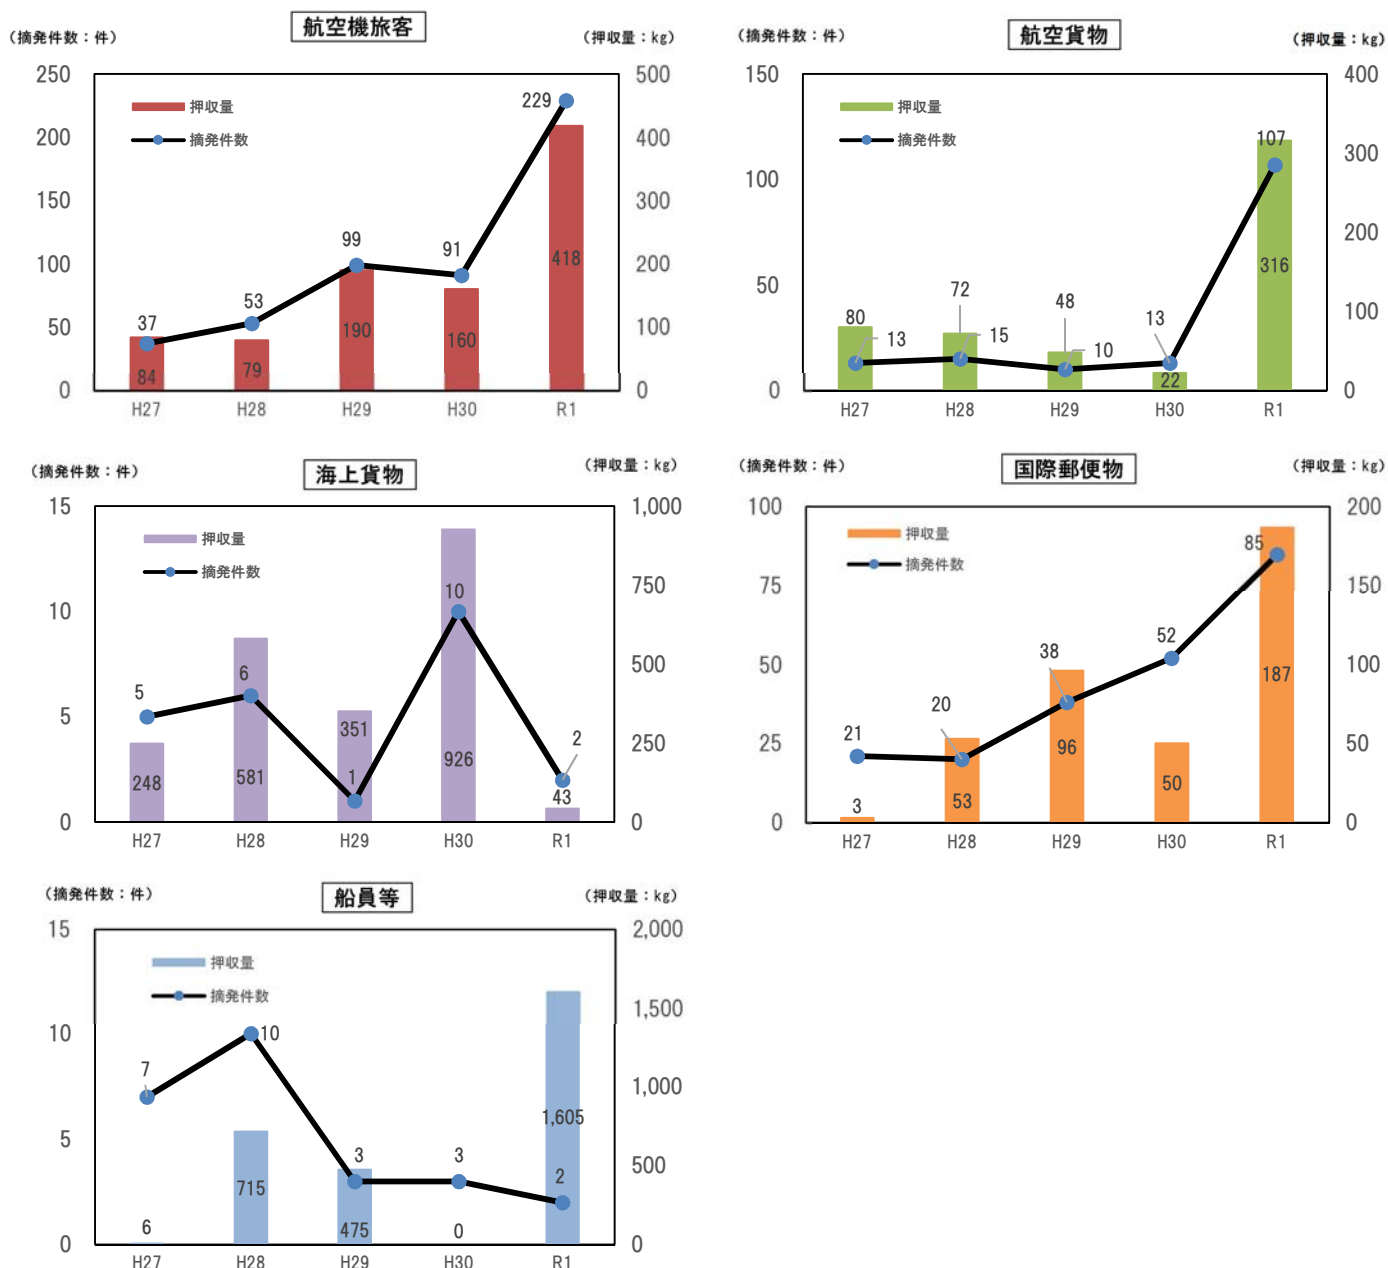 航空機旅客
（摘発件数：件）
（押収量：kg）
250
200
150
100
50
0
500
400
300
200
100
0
押収量
摘発件数
37
53
99
91
229
84
79
190
160
418
H27
H28
H29
H30
R1
航空貨物
（摘発件数：件）
（押収量：kg）
150
100
50
0
400
300
200
100
0
押収量
摘発件数
80
13
72
15
48
10
13
22
107
316
H27
H28
H29
H30
R1
海上貨物
（摘発件数：件）
（押収量：kg）
15
10
5
0
1,000
750
500
250
0
押収量
摘発件数
5
6
1
10
2
248
581
351
926
43
H27
H28
H29
H30
R1
国際郵便物
（摘発件数：件）
（押収量：kg）
100
75
50
25
0
200
150
100
50
0
押収量
摘発件数
21
20
38
52
85
3
53
96
50
187
H27
H28
H29
H30
R1
船員等
（摘発件数：件）
（押収量：kg）
15
10
5
0
2,000
1,500
1,000
500
0
押収量
摘発件数
7
10
3
3
2
6
715
475
0
1,605
H27
H28
H29
H30
R1